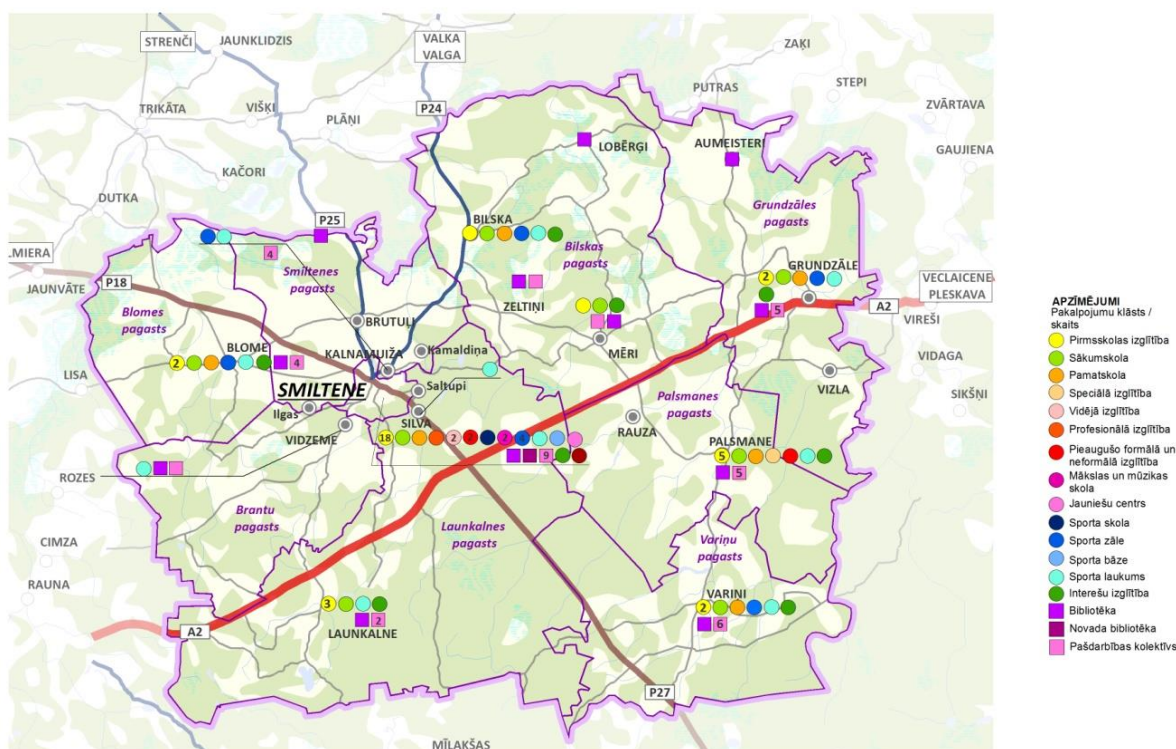 STRENČI
JAUNKLIDZIS
VALKA
VALGA
ZAĶI
TRIKĀTA
VIŠĶI
PLĀŅI
P24
PUTRAS
STEPI
ZVĀRTAVA
LOBĒRĢI
AUMEISTERI
GAUJIENA
KAČORI
DUTKA
P25
BILSKA
Grundzāles
pagasts
Bilskas
pagasts
4
Smiltenes
pagasts
LMIERA
JAUNVĀTE
P18
GRUNDZĀLE
2
5
VECLAICENE
PLESKAVA
A2
VIREŠI
ZELTIŅI
Blomes
pagasts
BRUTUĻI
MĒRI
VIDAGA
BLOME
2
4
KALNAMUIŽA
Kamaldiņa
LISA
SMILTENE
Saltupi
Palsmanes
pagasts
VIZLA
SIKŠŅI
Ilgas
VIDZEME
SILVA
RAUZA
18
2
2
2
4
9
PALSMANE
5
5
ROZES
Brantu
pagasts
Launkalnes
pagasts
Variņu
pagasts
CIMZA
RAUNA
3
2
LAUNKALNE
VARIŅI
2
6
A2
P27
MĪLAKŠAS
APZĪMĒJUMI
Pakalpojumu klāsts /
skaits
Pirmsskolas izglītība
Sākumskola
Pamatskola
Speciālā izglītība
Vidējā izglītība
Profesionālā izglītība
Pieaugušo formālā un
neformālā izglītība
Mākslas un mūzikas
skola
Jauniešu centrs
Sporta skola
Sporta zāle
Sporta bāze
Sporta laukums
Interešu izglītība
Bibliotēka
Novada bibliotēka
Pašdarbības kolektīvs